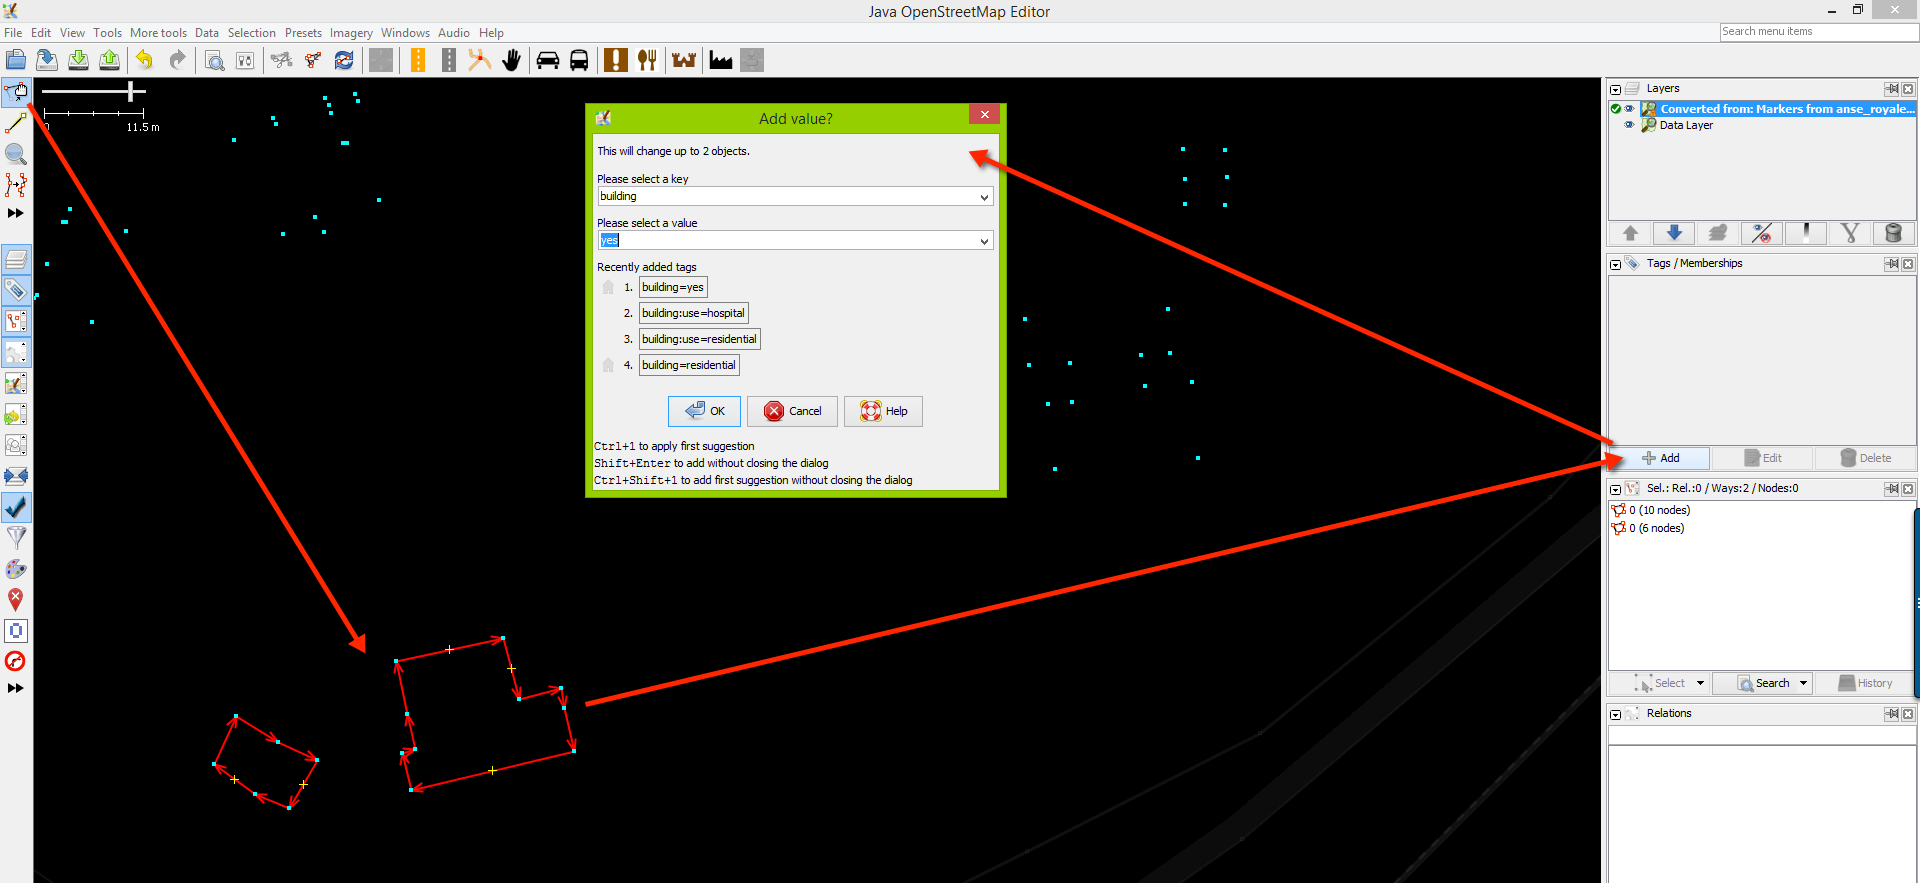 Java OpenStreetMap Editor
File Edit View Tools More tools Data Selection Presets Imagery Windows Audio Help
Search menu items
0 11.5 m
Add value?
This will change up to 2 objects.
Please select a key
building
Please select a value
yes
Recently added tags
1. building=yes
2. building:use=hospital
3. building:use=residential
4. building=residential
OK Cancel Help
Ctrl+1 to apply first suggestion
Shift+Enter to add without closing the dialog
Ctrl+Shift+1 to add first suggestion without closing the dialog
Layers
Converted from: Markers from anse_royale...
Data Layer
Tags / Memberships
Add Edit Delete
Sel.: Rel.:0 / Ways:2 / Nodes:0
0 (10 nodes)
0 (6 nodes)
Select Search History
Relations